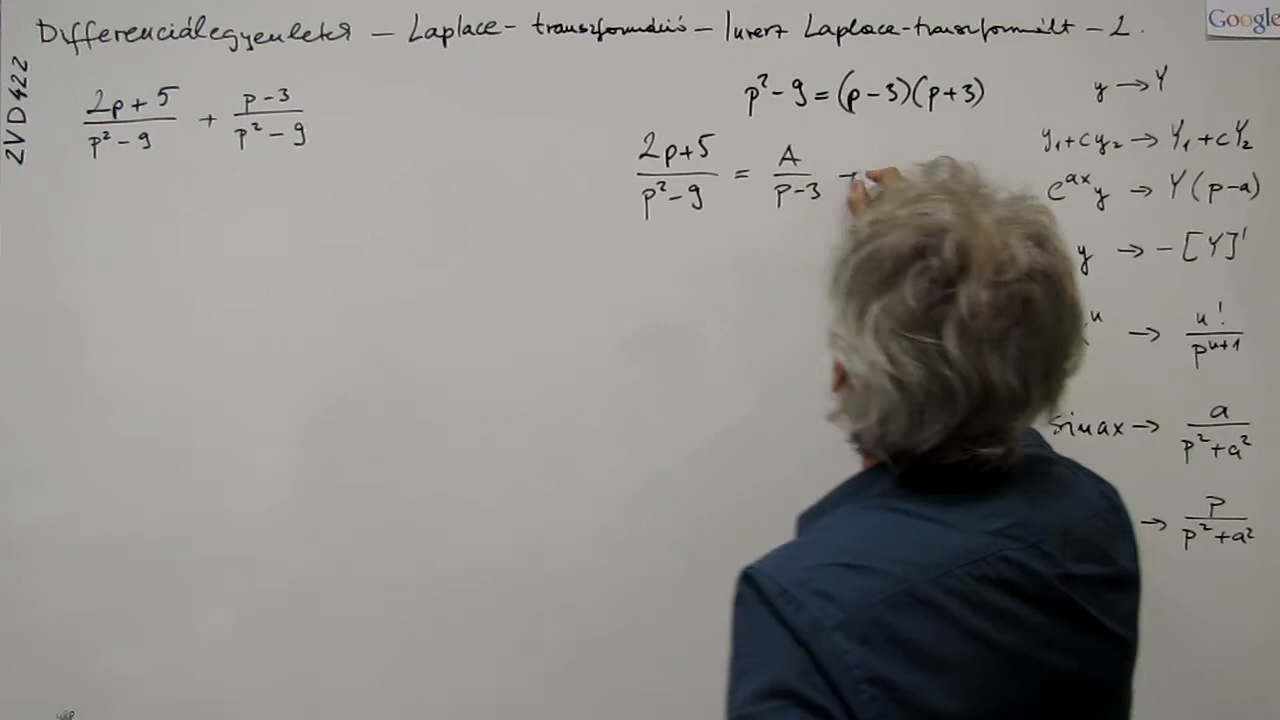 Differenciálegyenletek – Laplace-transzformáció – Inverz Laplace-transzformált – 2.
Google
2VD422
(2p+5)/(p²-9) + (p-3)/(p²-9)
p²-9=(p-3)(p+3)
(2p+5)/(p²-9) = A/(p-3)
y → Y
y₁+cy₂ → Y₁+cY₂
e^(ax) y → Y(p-a)
y → -[Y]'
n → n!/p^(n+1)
sin ax → a/(p²+a²)
→ p/(p²+a²)